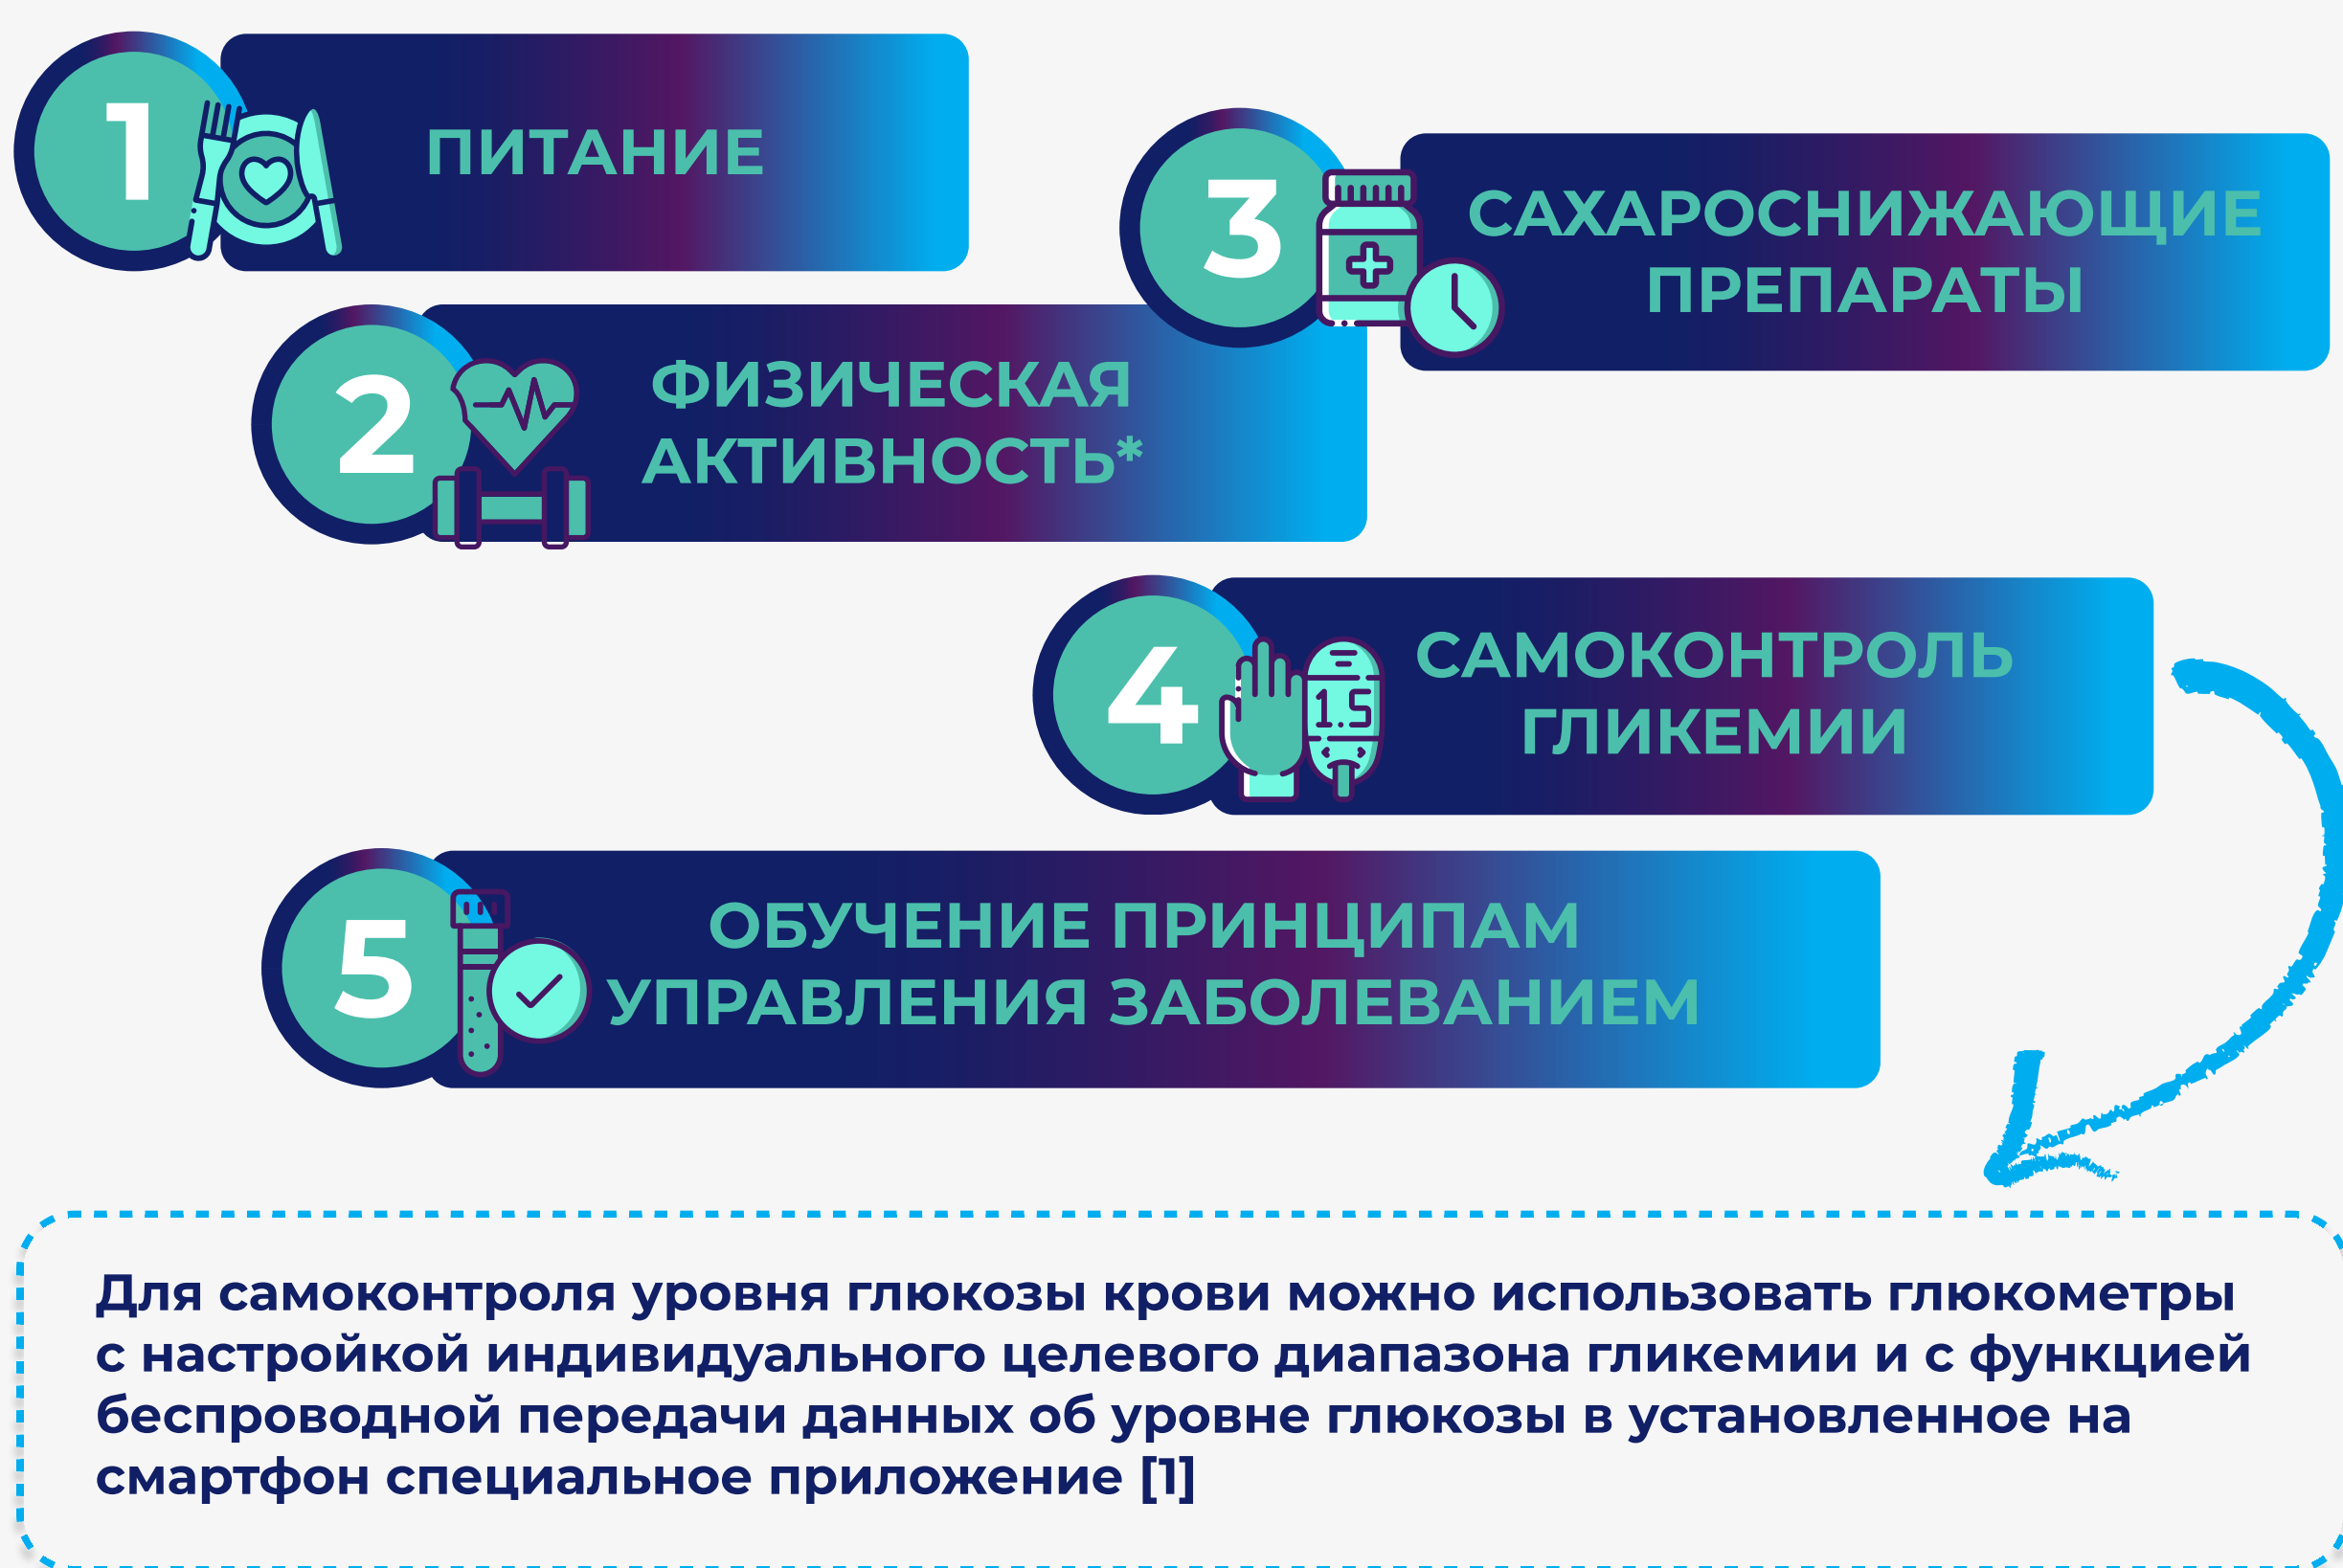 1
ПИТАНИЕ
2
ФИЗИЧЕСКАЯ
АКТИВНОСТЬ*
3
САХАРОСНИЖАЮЩИЕ
ПРЕПАРАТЫ
4
1.5
САМОКОНТРОЛЬ
ГЛИКЕМИИ
5
ОБУЧЕНИЕ ПРИНЦИПАМ
УПРАВЛЕНИЯ ЗАБОЛЕВАНИЕМ
Для самоконтроля уровня глюкозы крови можно использовать глюкометры
с настройкой индивидуального целевого диапазона гликемии и с функцией
беспроводной передачи данных об уровне глюкозы в установленное на
смартфон специальное приложение [1]